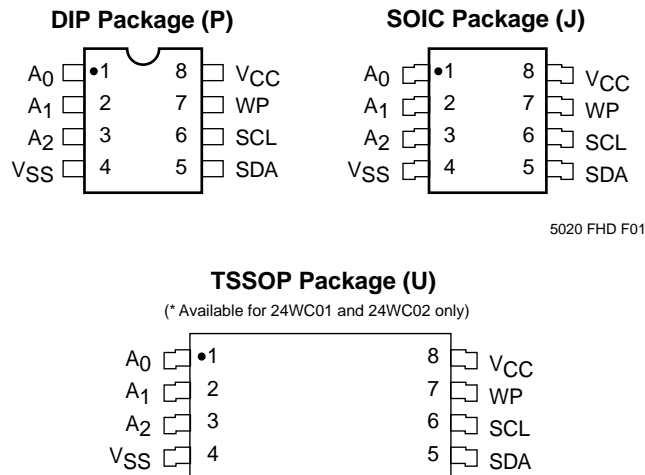 DIP Package (P)
A0 1 8 VCC
A1 2 7 WP
A2 3 6 SCL
VSS 4 5 SDA
SOIC Package (J)
A0 1 8 VCC
A1 2 7 WP
A2 3 6 SCL
VSS 4 5 SDA
5020 FHD F01
TSSOP Package (U)
(* Available for 24WC01 and 24WC02 only)
A0 1 8 VCC
A1 2 7 WP
A2 3 6 SCL
VSS 4 5 SDA